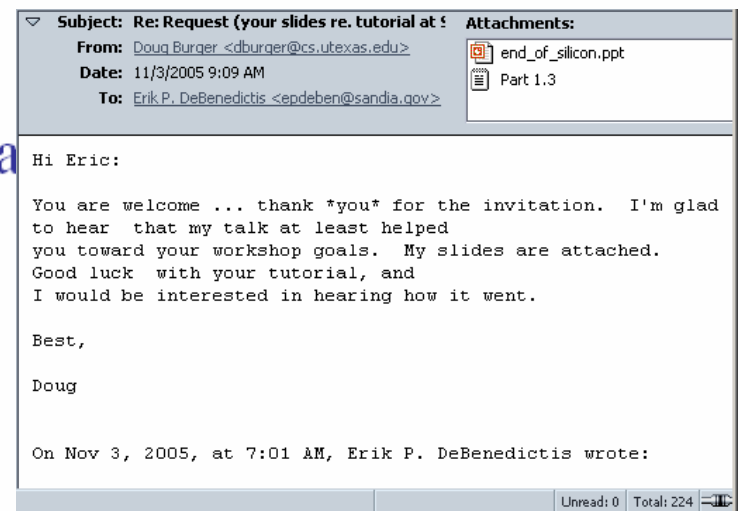 Subject: Re: Request (your slides re. tutorial at S
Attachments:
From: Doug Burger <dburger@cs.utexas.edu>
end_of_silicon.ppt
Date: 11/3/2005 9:09 AM
Part 1.3
To: Erik P. DeBenedictis <epdeben@sandia.gov>
a
Hi Eric:
You are welcome ... thank *you* for the invitation. I'm glad
to hear that my talk at least helped
you toward your workshop goals. My slides are attached.
Good luck with your tutorial, and
I would be interested in hearing how it went.
Best,
Doug
On Nov 3, 2005, at 7:01 AM, Erik P. DeBenedictis wrote:
Unread: 0 Total: 224